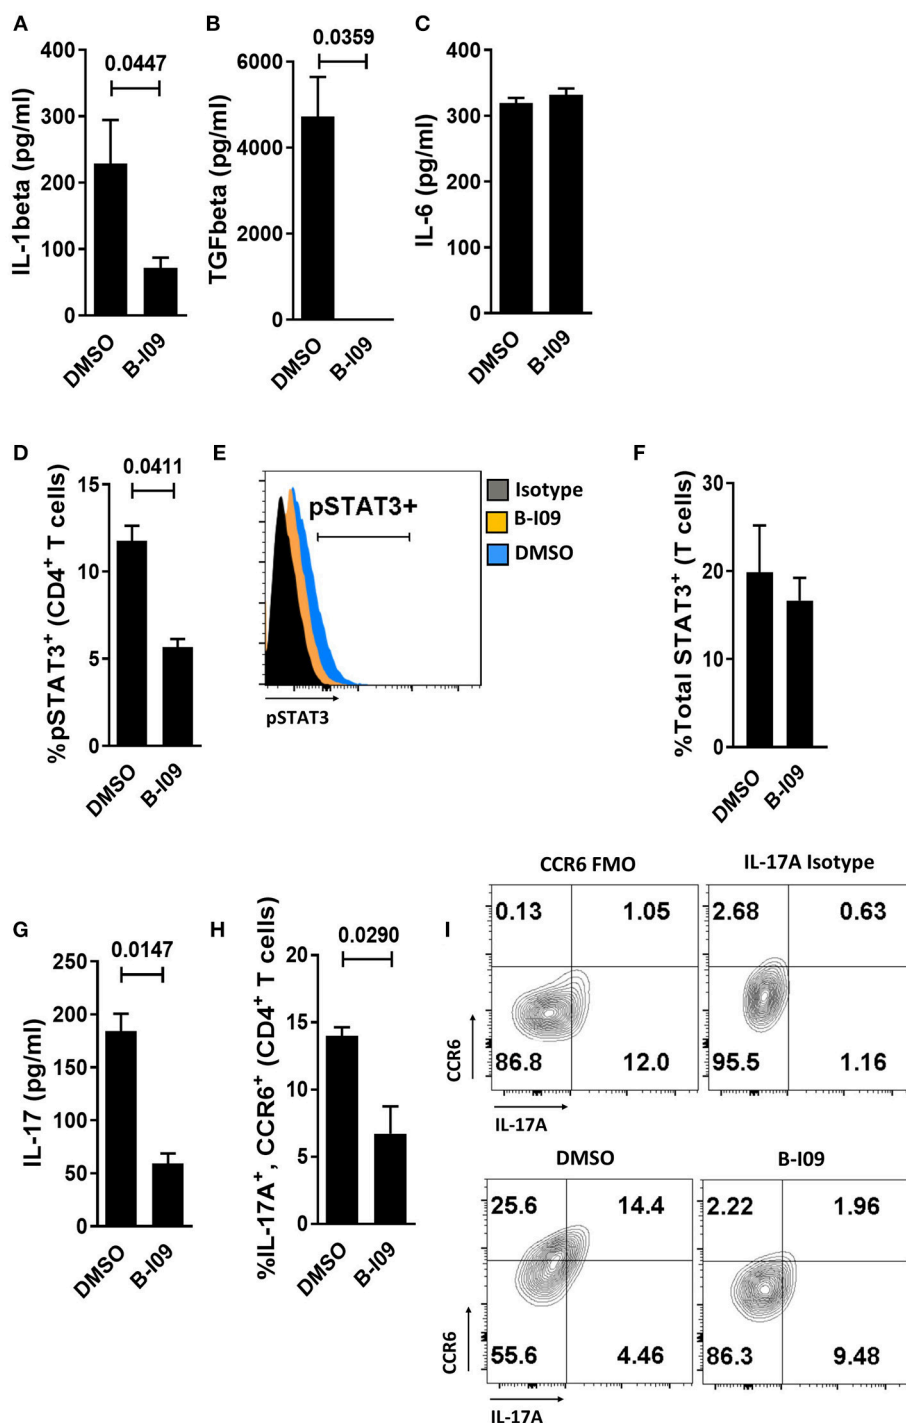 A
B
C
400
300
200
100
0
IL-1beta (pg/ml)
0.0447
DMSO
B-I09
6000
4000
2000
0
TGFbeta (pg/ml)
0.0359
DMSO
B-I09
400
300
200
100
0
IL-6 (pg/ml)
DMSO
B-I09
D
E
F
15
10
5
0
%pSTAT3+ (CD4+ T cells)
0.0411
DMSO
B-I09
pSTAT3+
pSTAT3
Isotype
B-I09
DMSO
30
20
10
0
%Total STAT3+ (T cells)
DMSO
B-I09
G
H
I
250
200
150
100
50
0
IL-17 (pg/ml)
0.0147
DMSO
B-I09
20
15
10
5
0
%IL-17A+, CCR6+ (CD4+ T cells)
0.0290
DMSO
B-I09
CCR6 FMO
0.13 1.05
86.8 12.0
CCR6
IL-17A
IL-17A Isotype
2.68 0.63
95.5 1.16
DMSO
25.6 14.4
55.6 4.46
CCR6
IL-17A
B-I09
2.22 1.96
86.3 9.48